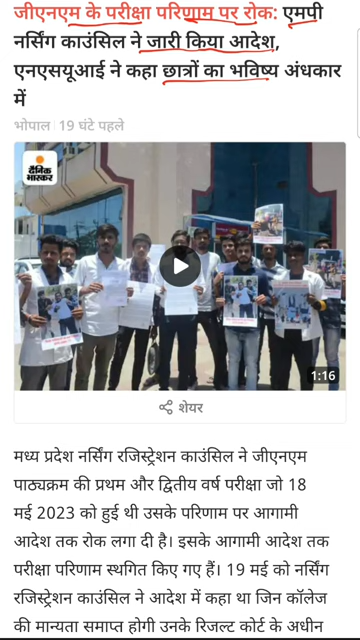 जीएनएम के परीक्षा परिणाम पर रोक: एमपी
नर्सिंग काउंसिल ने जारी किया आदेश,
एनएसयूआई ने कहा छात्रों का भविष्य अंधकार
में
भोपाल 19 घंटे पहले
दैनिक
भास्कर
1:16
शेयर
मध्य प्रदेश नर्सिंग रजिस्ट्रेशन काउंसिल ने जीएनएम
पाठ्यक्रम की प्रथम और द्वितीय वर्ष परीक्षा जो 18
मई 2023 को हुई थी उसके परिणाम पर आगामी
आदेश तक रोक लगा दी है। इसके आगामी आदेश तक
परीक्षा परिणाम स्थगित किए गए हैं। 19 मई को नर्सिंग
रजिस्ट्रेशन काउंसिल ने आदेश में कहा था जिन कॉलेज
की मान्यता समाप्त होगी उनके रिजल्ट कोर्ट के अधीन